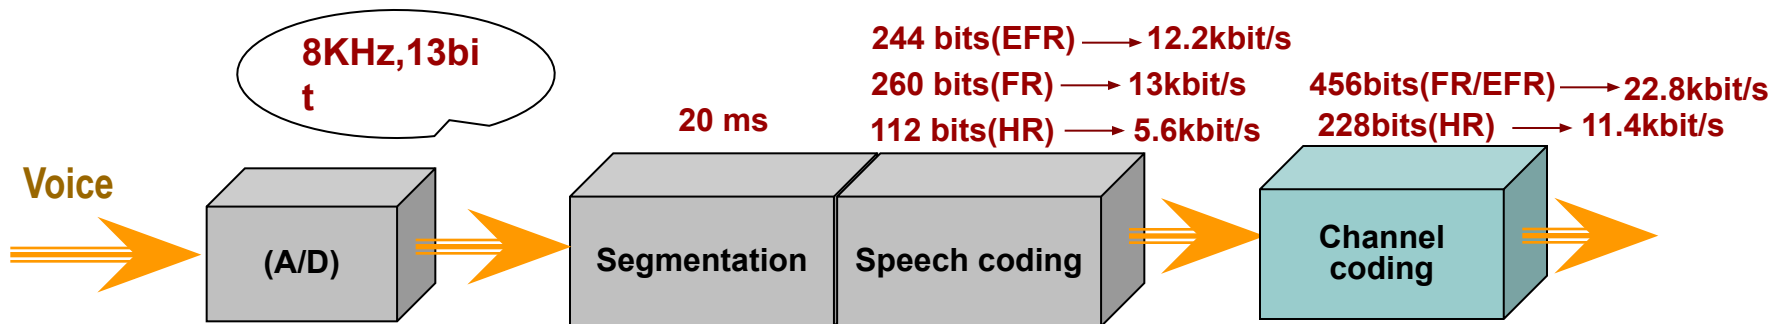 8KHz,13bi
t
20 ms
244 bits(EFR) → 12.2kbit/s
260 bits(FR) → 13kbit/s
112 bits(HR) → 5.6kbit/s
456bits(FR/EFR) → 22.8kbit/s
228bits(HR) → 11.4kbit/s
Voice
(A/D)
Segmentation
Speech coding
Channel
coding